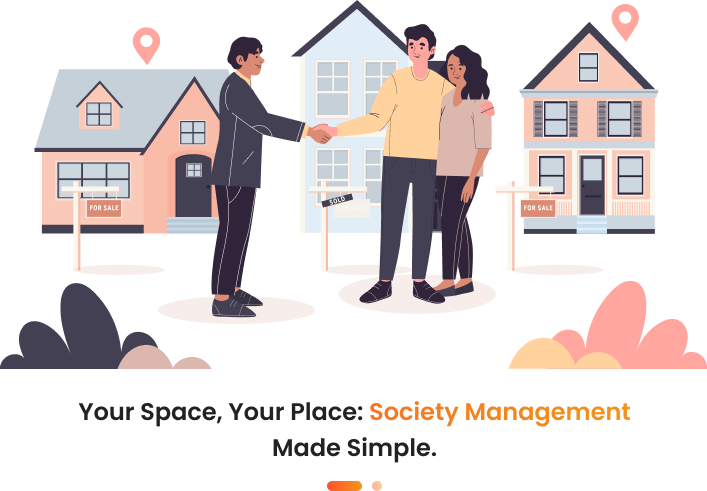 FOR SALE
SOLD
FOR SALE
Your Space, Your Place: Society Management
Made Simple.